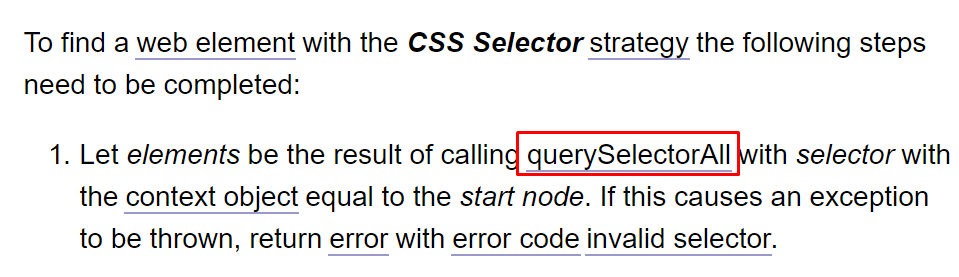 To find a web element with the CSS Selector strategy the following steps
need to be completed:
1. Let elements be the result of calling querySelectorAll with selector with
the context object equal to the start node. If this causes an exception
to be thrown, return error with error code invalid selector.